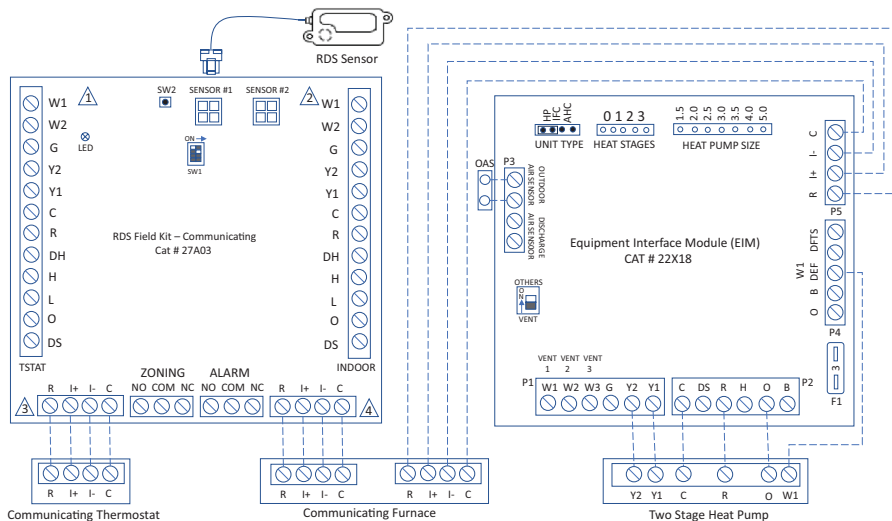 RDS Sensor
SW2
SENSOR #1
SENSOR #2
1
2
LED
ON
SW1
W1
W2
G
Y2
Y1
C
R
DH
H
L
O
DS
TSTAT
RDS Field Kit – Communicating
Cat # 27A03
W1
W2
G
Y2
Y1
C
R
DH
H
L
O
DS
INDOOR
ZONING
NO COM NC
ALARM
NO COM NC
3
R I+ I- C
R I+ I- C
4
R I+ I- C
Communicating Thermostat
R I+ I- C
R I+ I- C
Communicating Furnace
HP
IFC
AHC
UNIT TYPE
0 1 2 3
HEAT STAGES
1.5
2.0
2.5
3.0
3.5
4.0
5.0
HEAT PUMP SIZE
OAS
P3
OUTDOOR
AIR SENSOR
DISCHARGE
AIR SENSOR
C
I-
I+
R
P5
Equipment Interface Module (EIM)
CAT # 22X18
DFTS
DEF
W1
B
O
P4
OTHERS
ON
VENT
VENT
1
VENT
2
VENT
3
P1
W1 W2 W3 G Y2 Y1
C DS R H O B
P2
3
F1
Y2 Y1 C R O W1
Two Stage Heat Pump